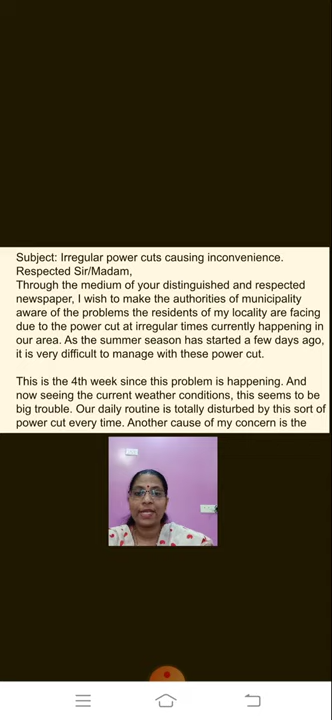 Subject: Irregular power cuts causing inconvenience.
Respected Sir/Madam,
Through the medium of your distinguished and respected
newspaper, I wish to make the authorities of municipality
aware of the problems the residents of my locality are facing
due to the power cut at irregular times currently happening in
our area. As the summer season has started a few days ago,
it is very difficult to manage with these power cut.
This is the 4th week since this problem is happening. And
now seeing the current weather conditions, this seems to be
big trouble. Our daily routine is totally disturbed by this sort of
power cut every time. Another cause of my concern is the